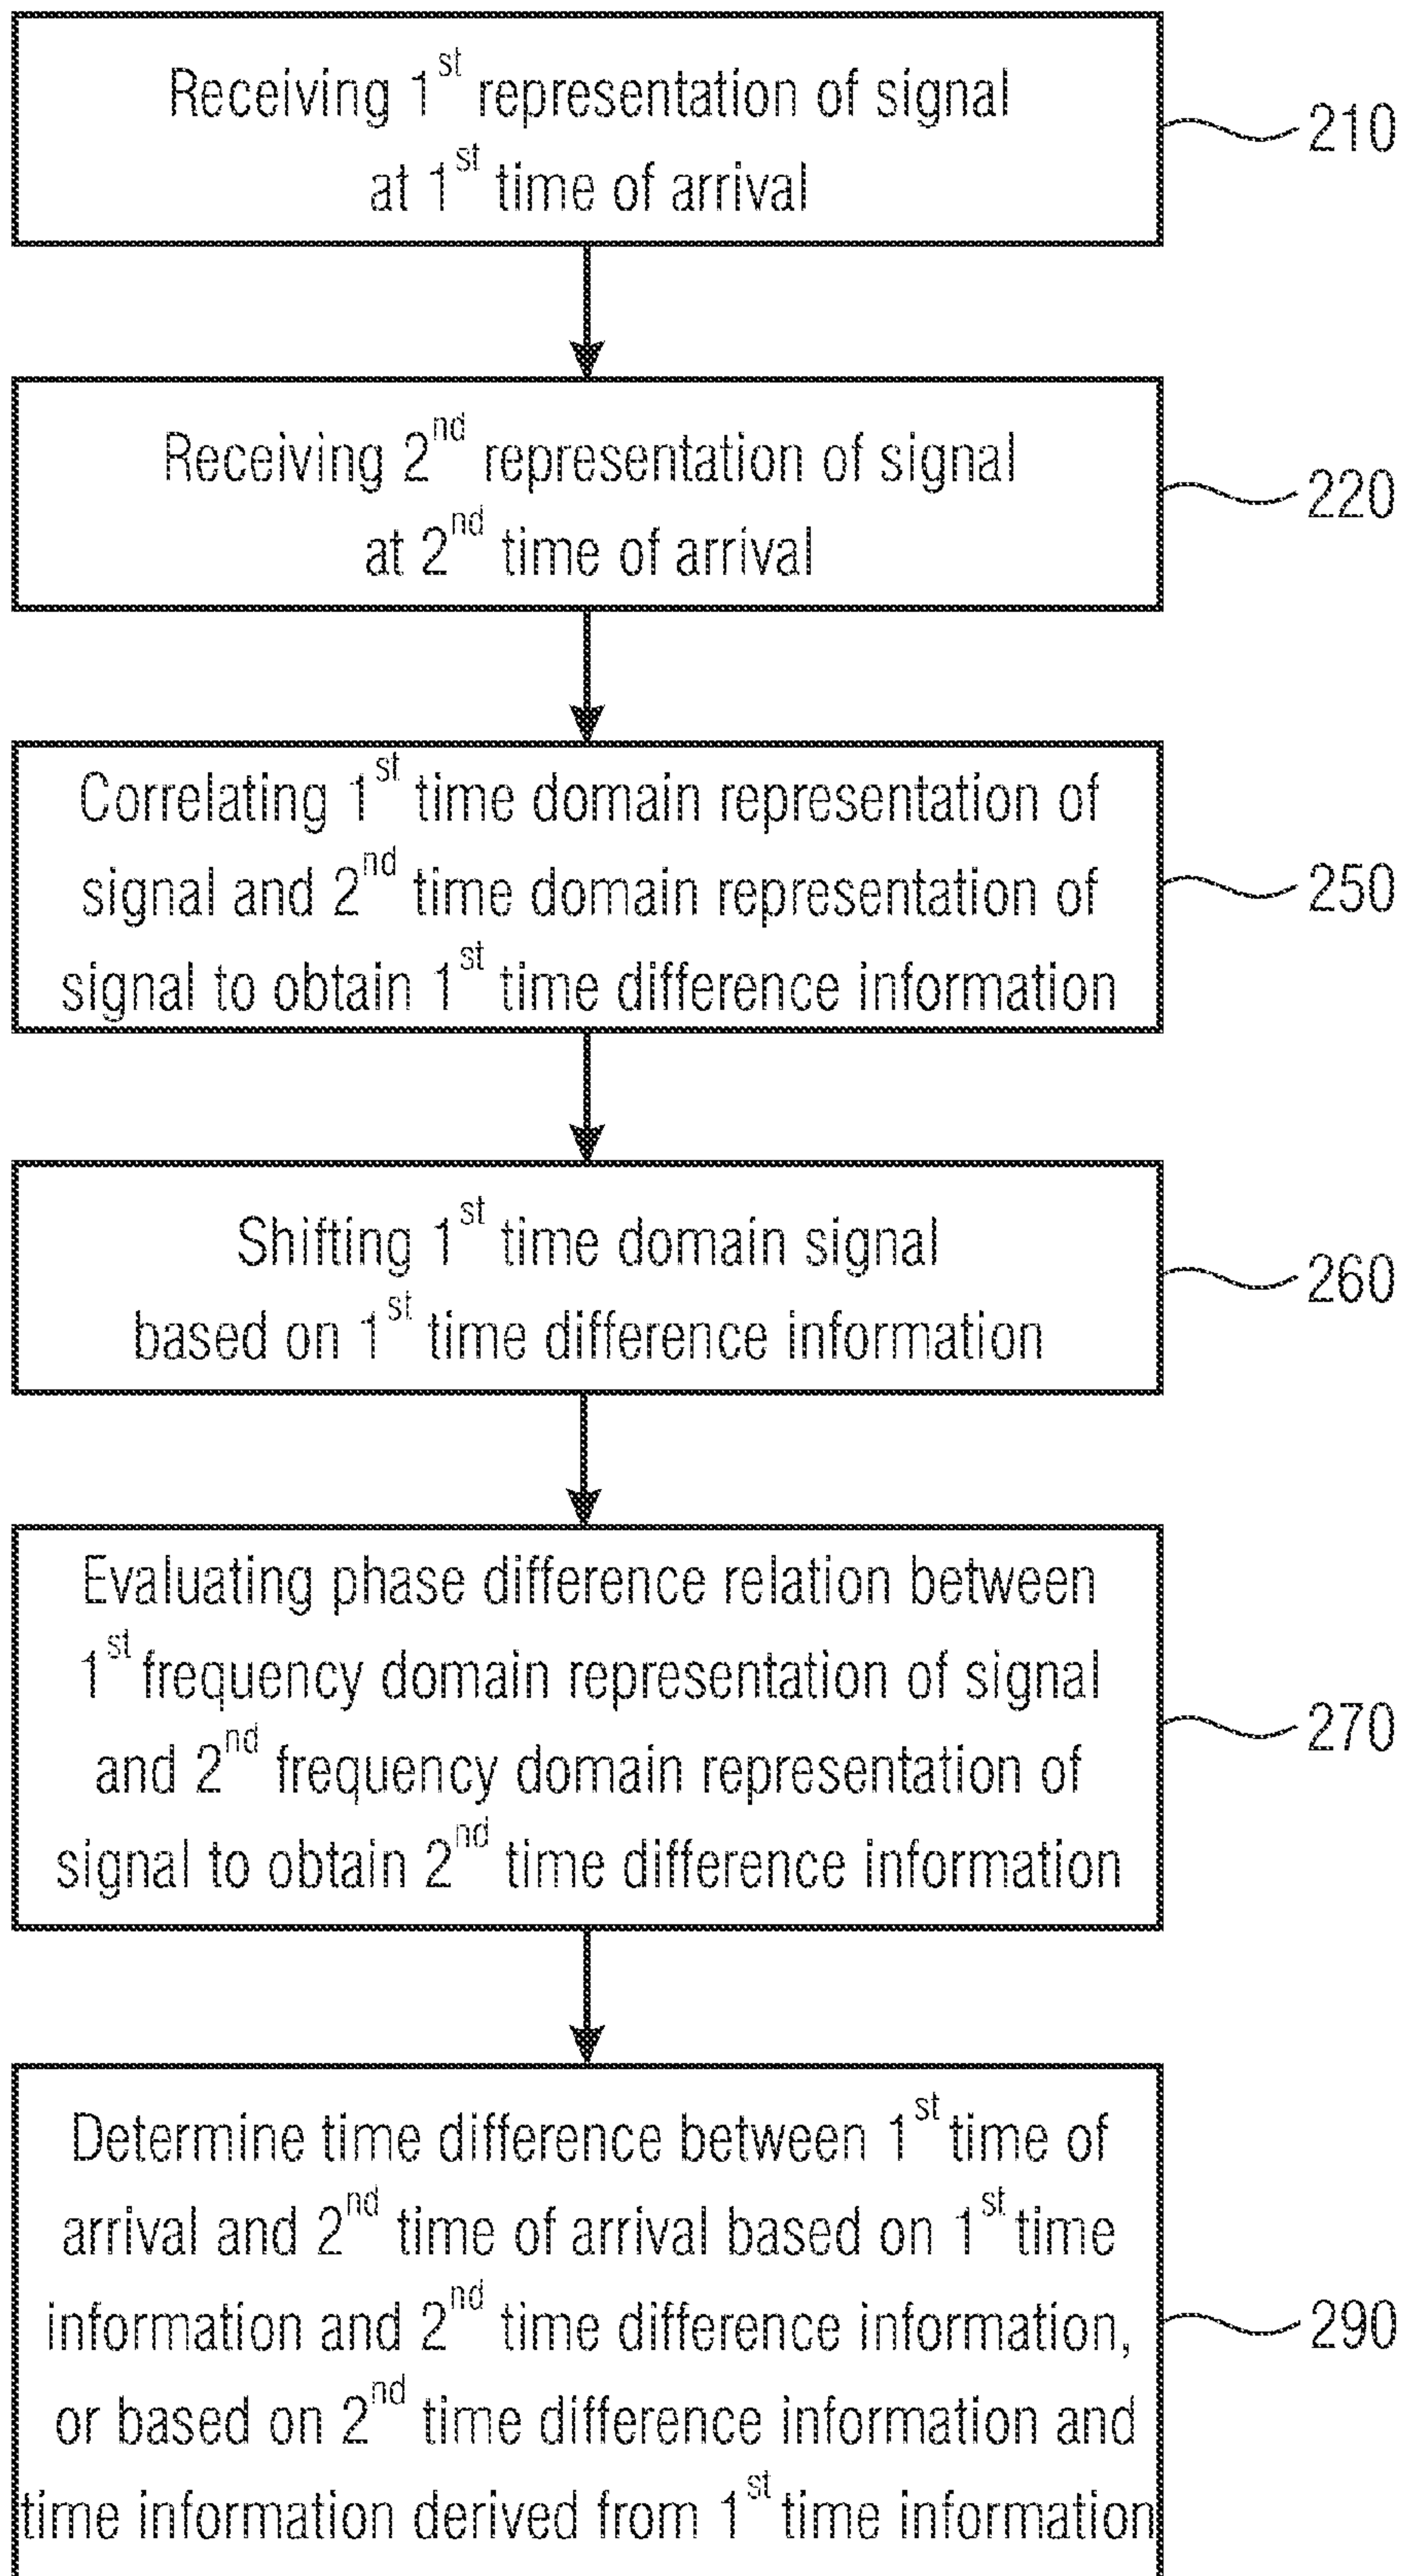 Receiving 1st representation of signal
at 1st time of arrival
210
Receiving 2nd representation of signal
at 2nd time of arrival
220
Correlating 1st time domain representation of
signal and 2nd time domain representation of
signal to obtain 1st time difference information
250
Shifting 1st time domain signal
based on 1st time difference information
260
Evaluating phase difference relation between
1st frequency domain representation of signal
and 2nd frequency domain representation of
signal to obtain 2nd time difference information
270
Determine time difference between 1st time of
arrival and 2nd time of arrival based on 1st time
information and 2nd time difference information,
or based on 2nd time difference information and
time information derived from 1st time information
290